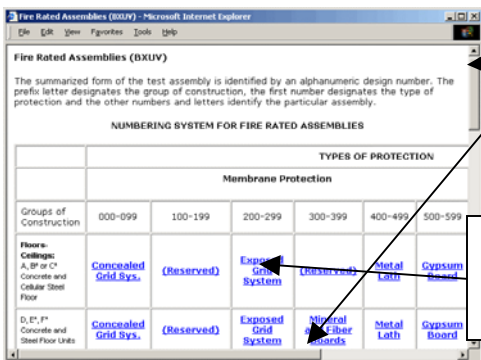 Fire Rated Assemblies (BXUV) - Microsoft Internet Explorer
File Edit View Favorites Tools Help
Fire Rated Assemblies (BXUV)
The summarized form of the test assembly is identified by an alphanumeric design number. The
prefix letter designates the group of construction, the first number designates the type of
protection and the other numbers and letters identify the particular assembly.
NUMBERING SYSTEM FOR FIRE RATED ASSEMBLIES
TYPES OF PROTECTION
Membrane Protection
Groups of
Construction
000-099
100-199
200-299
300-399
400-499
500-599
Floors-
Ceilings:
A, B* or C*
Concrete and
Cellular Steel
Floor
Concealed
Grid Sys.
(Reserved)
Exposed
Grid
System
(Reserved)
Metal
Lath
Gypsum
Board
D, E*, F*
Concrete and
Steel Floor Units
Concealed
Grid Sys.
(Reserved)
Exposed
Grid
System
Mineral
and Fiber
Boards
Metal
Lath
Gypsum
Board